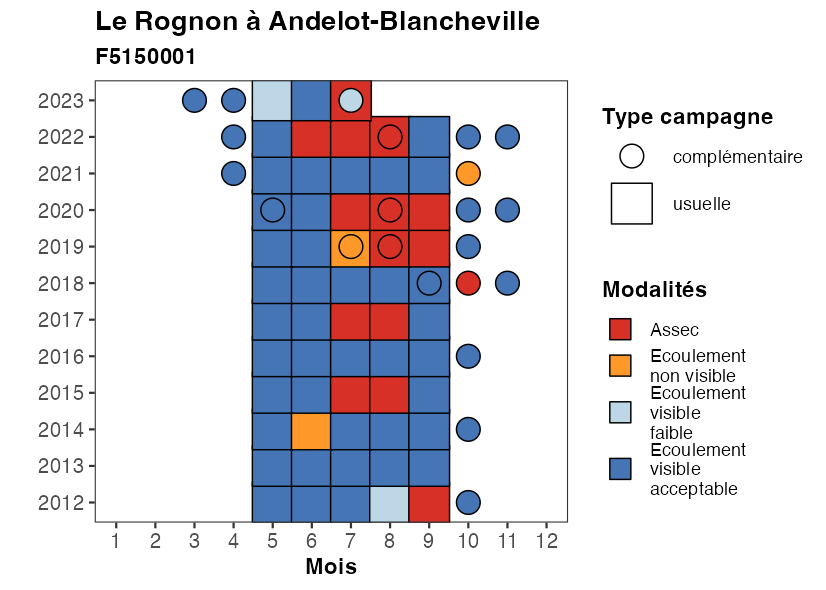 Le Rognon à Andelot-Blancheville
F5150001
2023
2022
2021
2020
2019
2018
2017
2016
2015
2014
2013
2012
1 2 3 4 5 6 7 8 9 10 11 12
Mois
Type campagne
complémentaire
usuelle
Modalités
Assec
Ecoulement
non visible
Ecoulement
visible
faible
Ecoulement
visible
acceptable